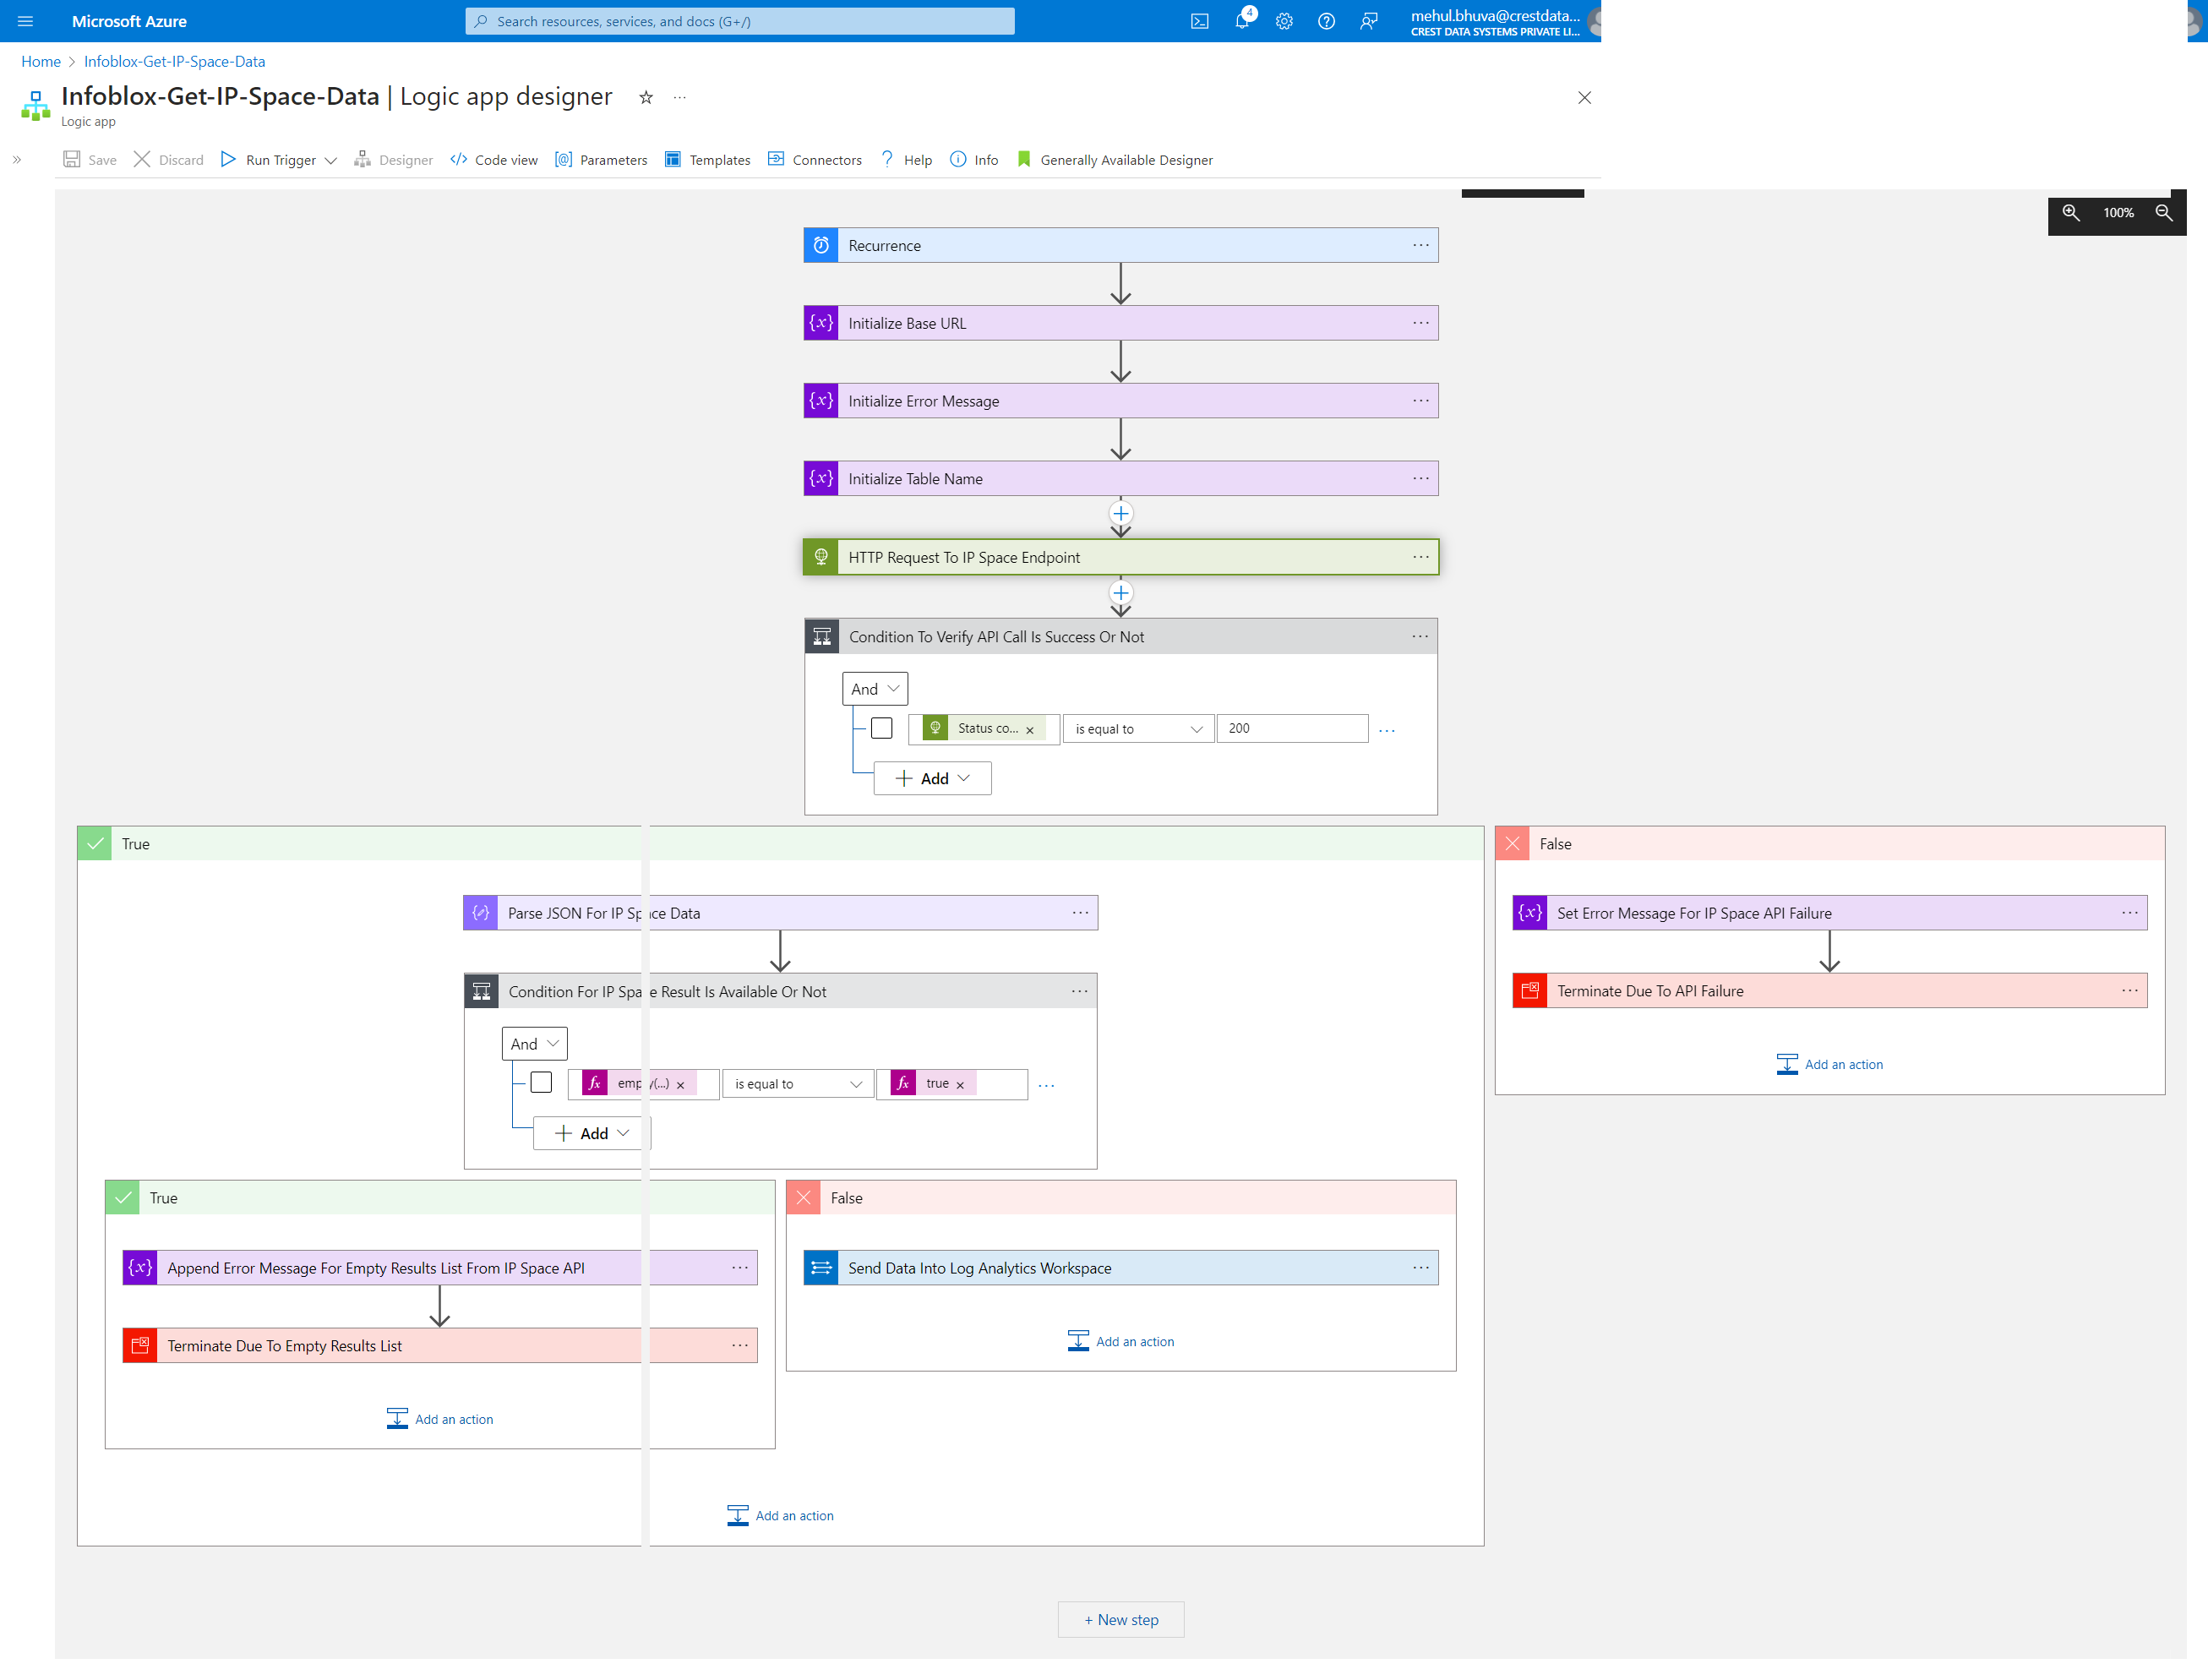 Microsoft Azure
Search resources, services, and docs (G+/)
4
mehul.bhuva@crestdata...
CREST DATA SYSTEMS PRIVATE LI...
Home > Infoblox-Get-IP-Space-Data
Infoblox-Get-IP-Space-Data | Logic app designer
Logic app
Save Discard Run Trigger Designer Code view Parameters Templates Connectors Help Info Generally Available Designer
100%
Recurrence
Initialize Base URL
Initialize Error Message
Initialize Table Name
HTTP Request To IP Space Endpoint
Condition To Verify API Call Is Success Or Not
And
Status co... is equal to 200
Add
True
False
Parse JSON For IP Space Data
Set Error Message For IP Space API Failure
Condition For IP Space Result Is Available Or Not
Terminate Due To API Failure
And
Add an action
empty(...) is equal to true
Add
True
False
Append Error Message For Empty Results List From IP Space API
Send Data Into Log Analytics Workspace
Terminate Due To Empty Results List
Add an action
Add an action
Add an action
+ New step